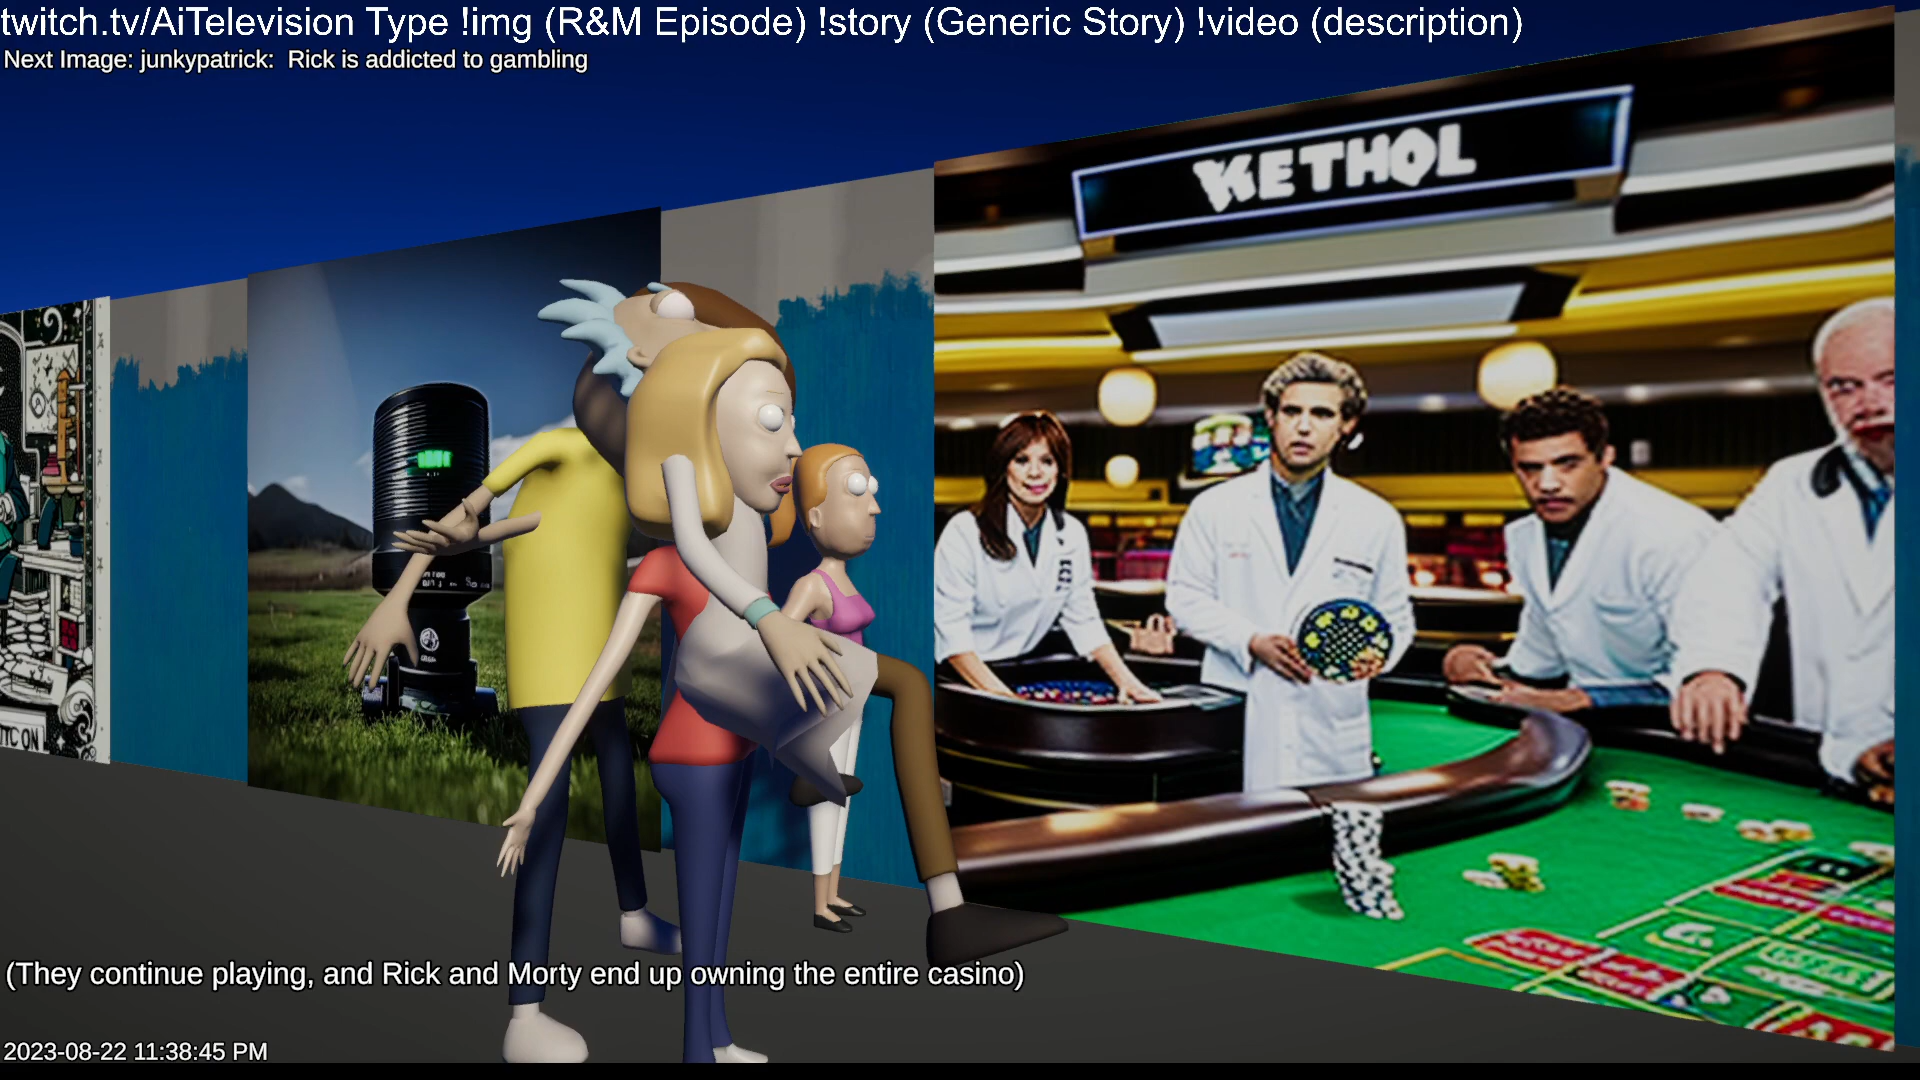 twitch.tv/AiTelevision Type !img (R&M Episode) !story (Generic Story) !video (description)
Next Image: junkypatrick:  Rick is addicted to gambling
KETHOL
(They continue playing, and Rick and Morty end up owning the entire casino)
2023-08-22 11:38:45 PM